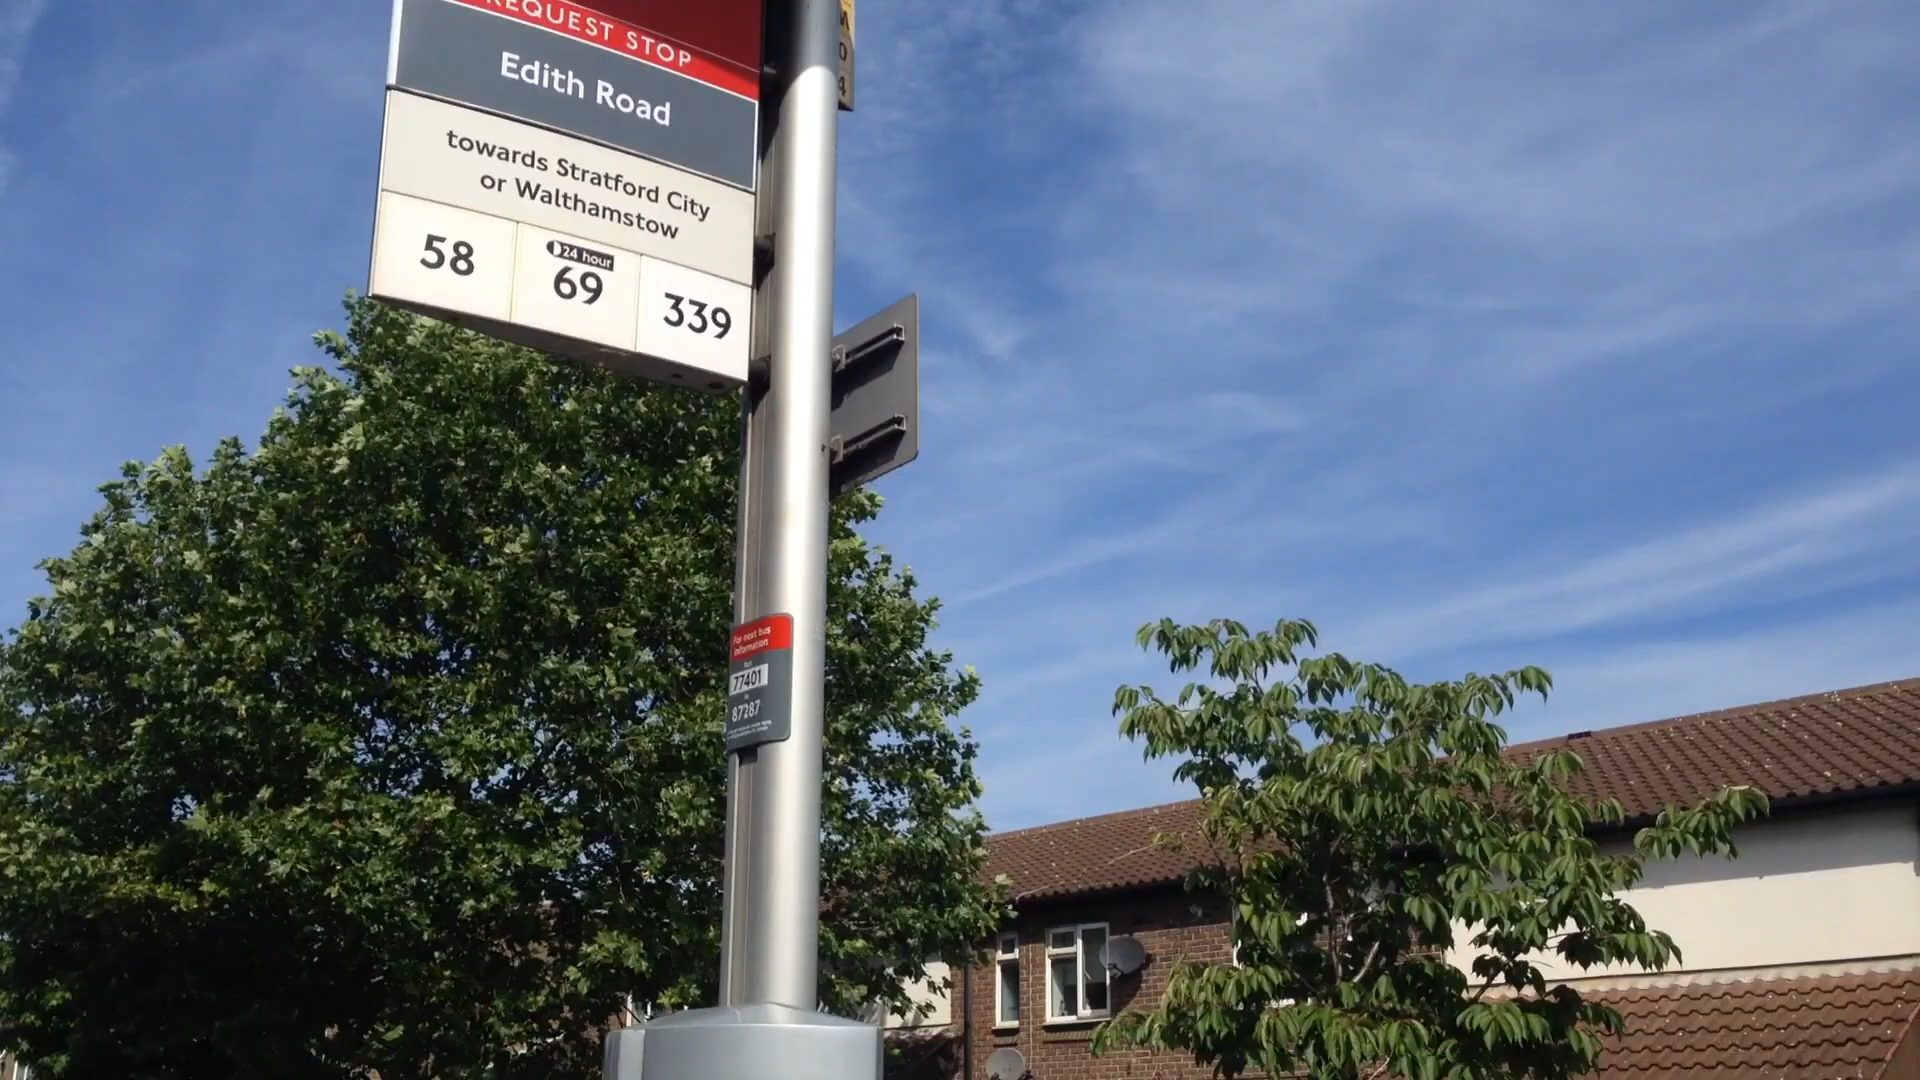 REQUEST STOP
Edith Road
towards Stratford City
or Walthamstow
58
24 hour
69
339
For next bus
information
77401
87287